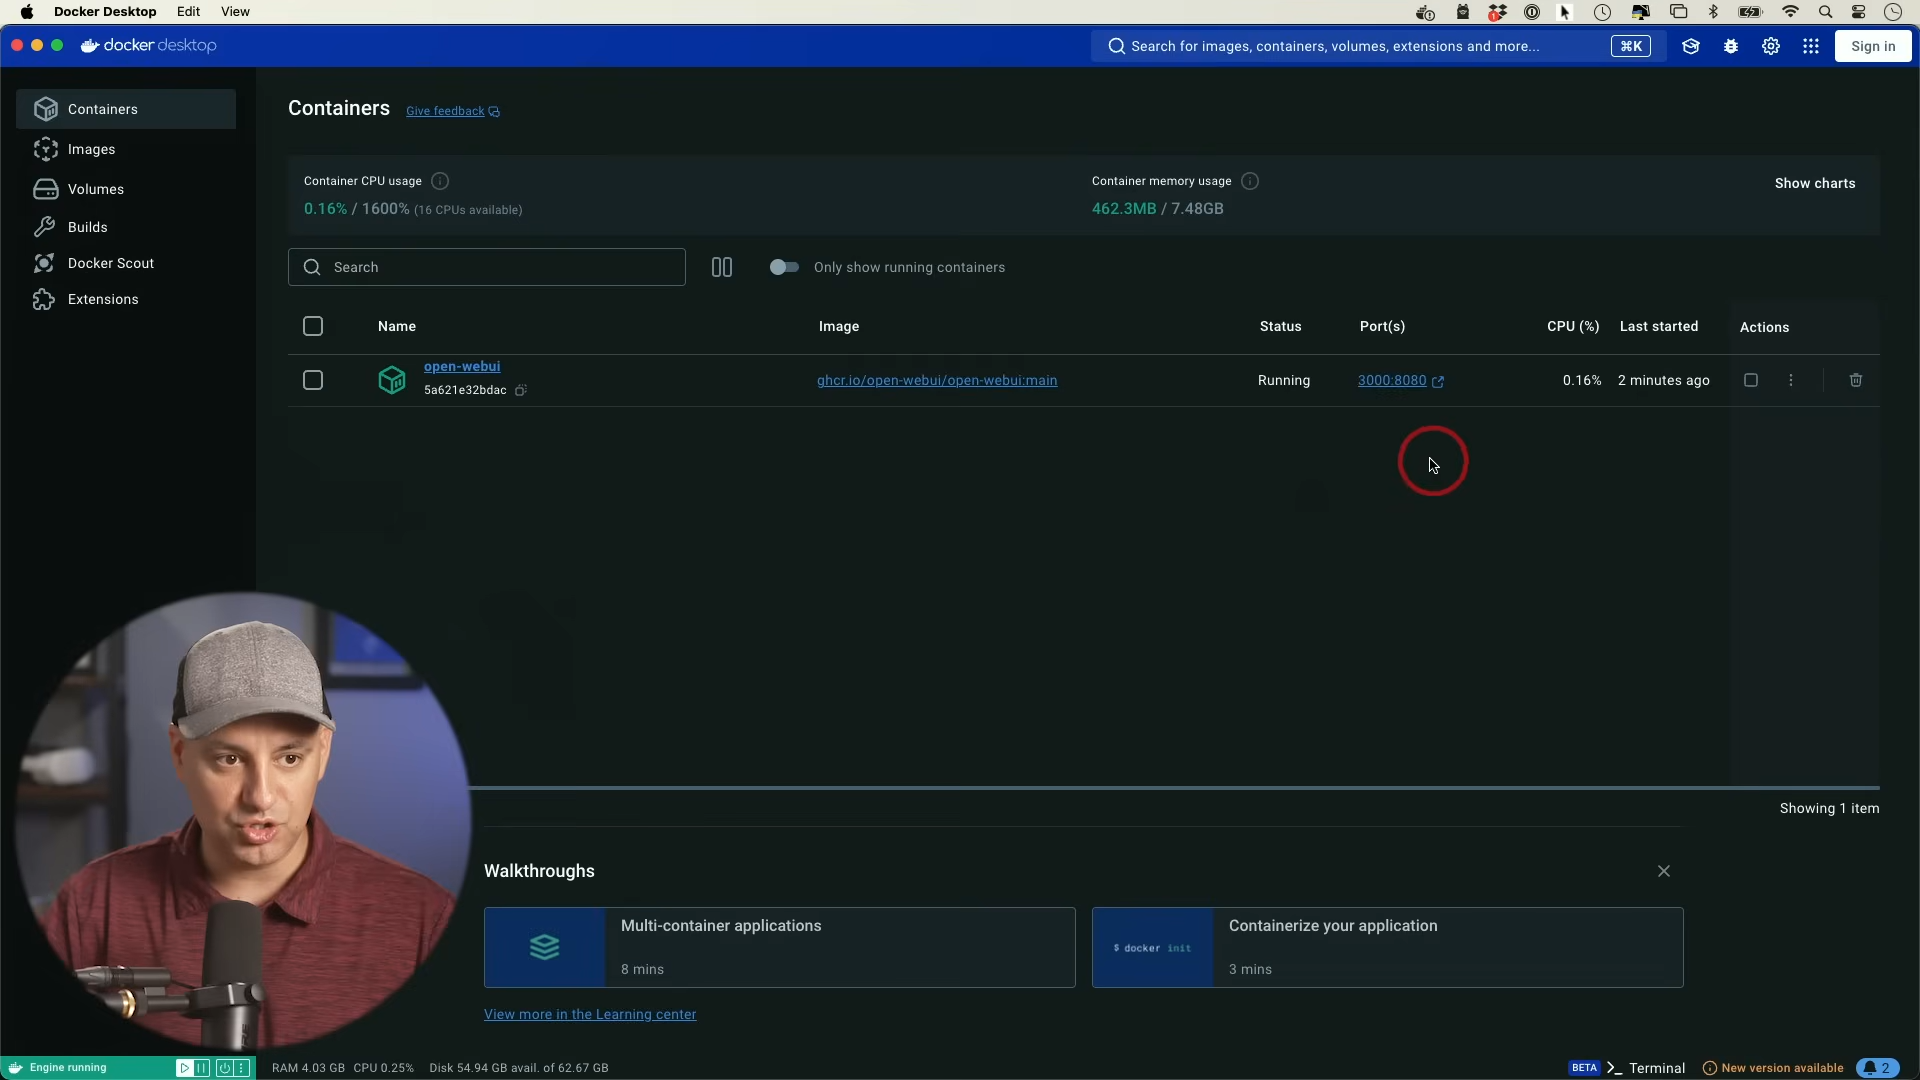 Docker Desktop Edit View
docker desktop
Search for images, containers, volumes, extensions and more...
⌘K
Sign in
Containers
Images
Volumes
Builds
Docker Scout
Extensions
Containers
Give feedback
Container CPU usage
0.16% / 1600% (16 CPUs available)
Container memory usage
462.3MB / 7.48GB
Show charts
Search
Only show running containers
Name Image Status Port(s) CPU (%) Last started Actions
open-webui
5a621e32bdac
ghcr.io/open-webui/open-webui:main
Running
3000:8080
0.16%
2 minutes ago
Showing 1 item
Walkthroughs
Multi-container applications
8 mins
$ docker init
Containerize your application
3 mins
View more in the Learning center
Engine running
RAM 4.03 GB CPU 0.25% Disk 54.94 GB avail. of 62.67 GB
BETA
Terminal
New version available
2